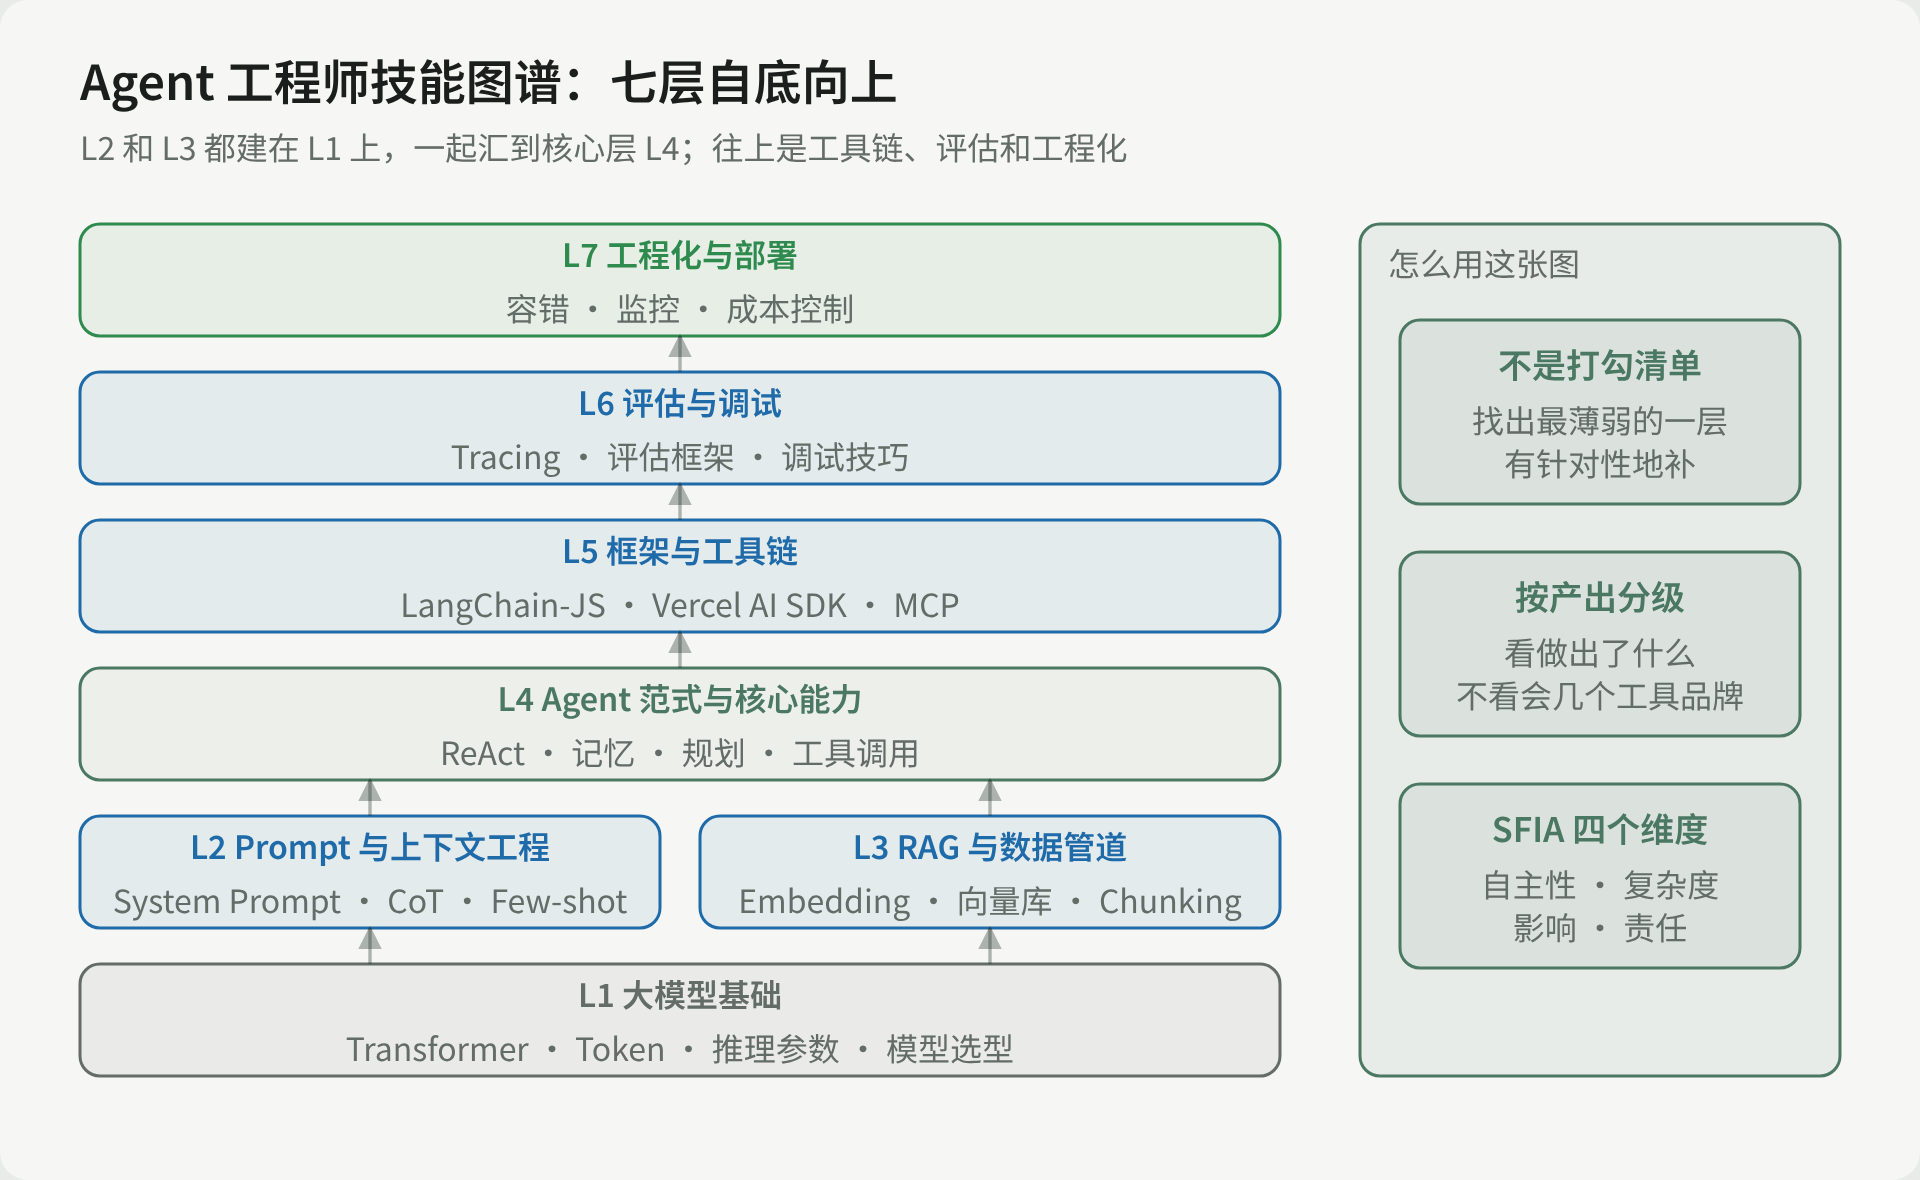 Agent 工程师技能图谱：七层自底向上
L2 和 L3 都建在 L1 上，一起汇到核心层 L4；往上是工具链、评估和工程化
L7 工程化与部署
容错 · 监控 · 成本控制
L6 评估与调试
Tracing · 评估框架 · 调试技巧
L5 框架与工具链
LangChain-JS · Vercel AI SDK · MCP
L4 Agent 范式与核心能力
ReAct · 记忆 · 规划 · 工具调用
L2 Prompt 与上下文工程
System Prompt · CoT · Few-shot
L3 RAG 与数据管道
Embedding · 向量库 · Chunking
L1 大模型基础
Transformer · Token · 推理参数 · 模型选型
怎么用这张图
不是打勾清单
找出最薄弱的一层
有针对性地补
按产出分级
看做出了什么
不看会几个工具品牌
SFIA 四个维度
自主性 · 复杂度
影响 · 责任